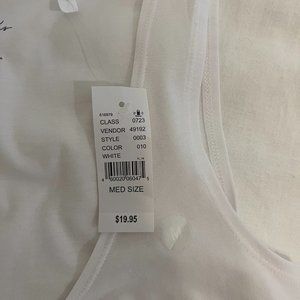 CLASS 0723
VENDOR 49192
STYLE 0003
COLOR 010
WHITE
MED SIZE
$19.95